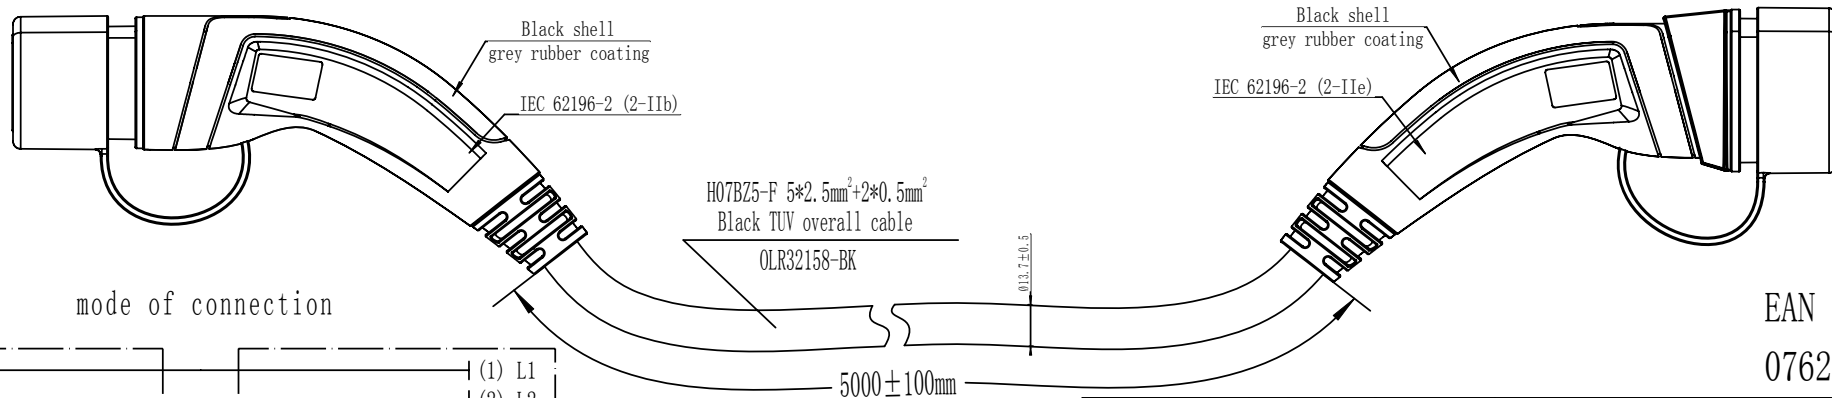 Black shell
grey rubber coating
IEC 62196-2 (2-IIb)
Black shell
grey rubber coating
IEC 62196-2 (2-IIe)
H07BZ5-F 5*2.5mm²+2*0.5mm²
Black TUV overall cable
OLR32158-BK
Ø13.7±0.5
mode of connection
EAN
0762
(1) L1
5000±100mm